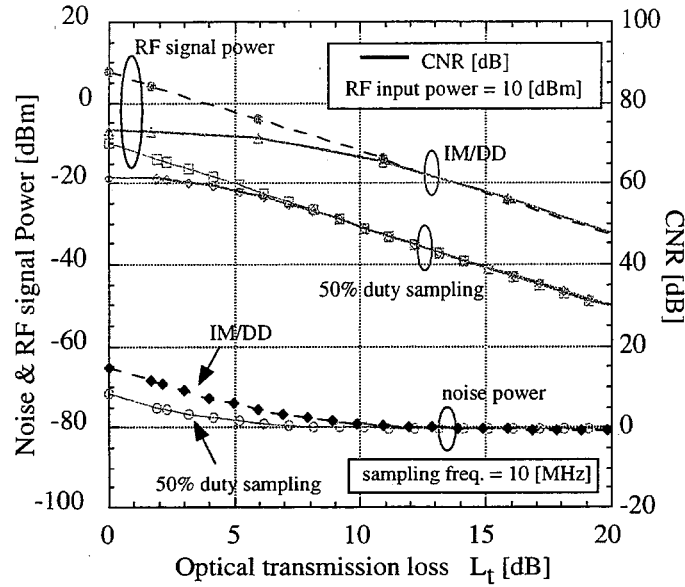 20
0
-20
-40
-60
-80
-100
Noise & RF signal Power [dBm]
100
80
60
40
20
0
-20
CNR
[dB]
RF signal power
CNR [dB]
RF input power = 10 [dBm]
IM/DD
50% duty sampling
IM/DD
noise power
50% duty sampling
sampling freq. = 10 [MHz]
0
5
10
15
20
Optical transmission loss Lt [dB]